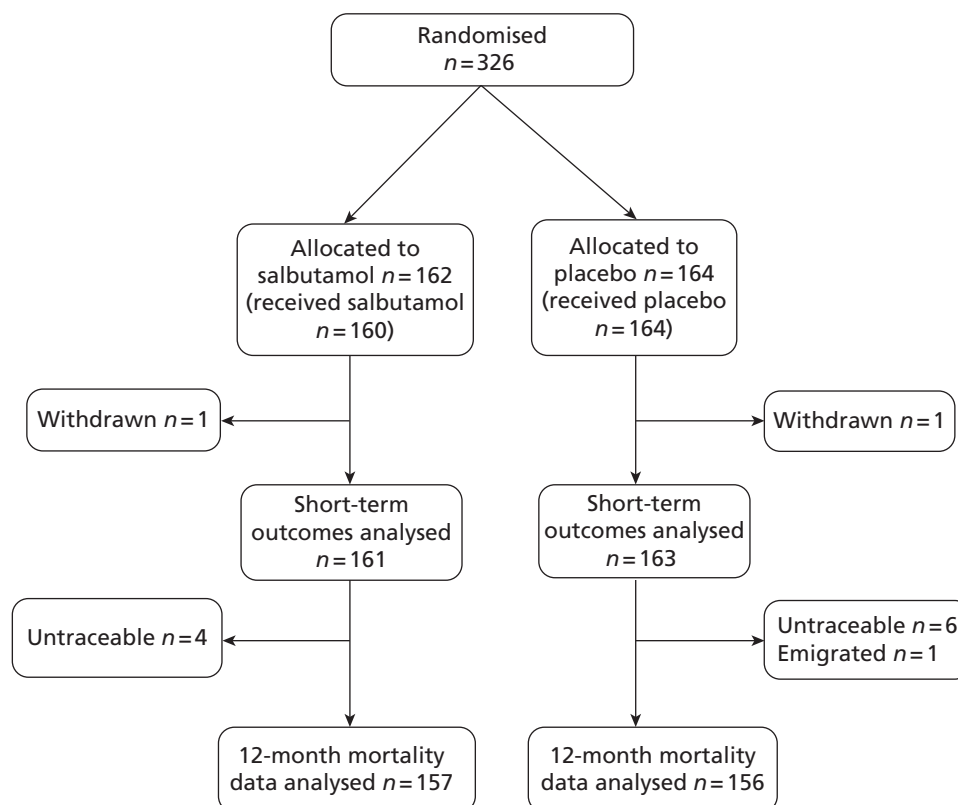 Randomised
n=326
Allocated to
salbutamol n=162
(received salbutamol
n=160)
Allocated to
placebo n=164
(received placebo
n=164)
Withdrawn n=1
Withdrawn n=1
Short-term
outcomes analysed
n=161
Short-term
outcomes analysed
n=163
Untraceable n=4
Untraceable n=6
Emigrated n=1
12-month mortality
data analysed n=157
12-month mortality
data analysed n=156